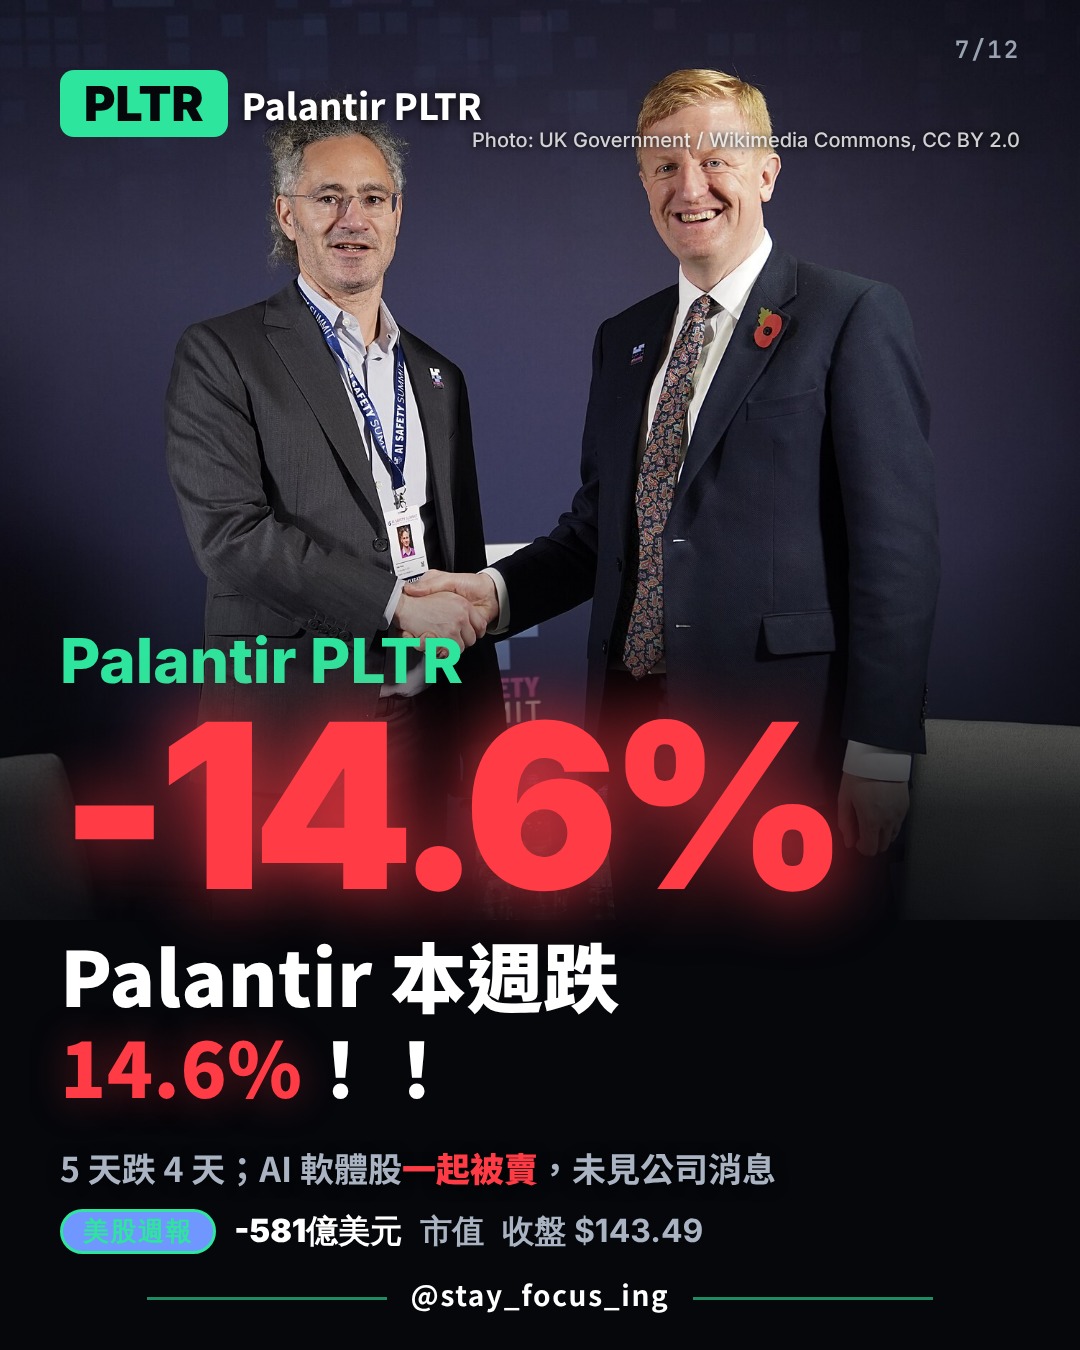 7/12
PLTR Palantir PLTR
Photo: UK Government / Wikimedia Commons, CC BY 2.0
AI SAFETY SUMMIT
Palantir PLTR
-14.6%
Palantir 本週跌
14.6%！！
5 天跌 4 天；AI 軟體股一起被賣，未見公司消息
美股週報 -581億美元 市值 收盤 $143.49
@stay_focus_ing